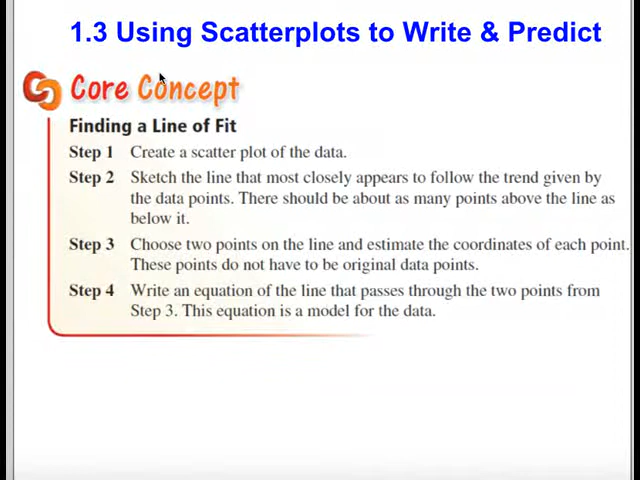 1.3 Using Scatterplots to Write & Predict
Core Concept
Finding a Line of Fit
Step 1 Create a scatter plot of the data.
Step 2 Sketch the line that most closely appears to follow the trend given by
the data points. There should be about as many points above the line as
below it.
Step 3 Choose two points on the line and estimate the coordinates of each point.
These points do not have to be original data points.
Step 4 Write an equation of the line that passes through the two points from
Step 3. This equation is a model for the data.